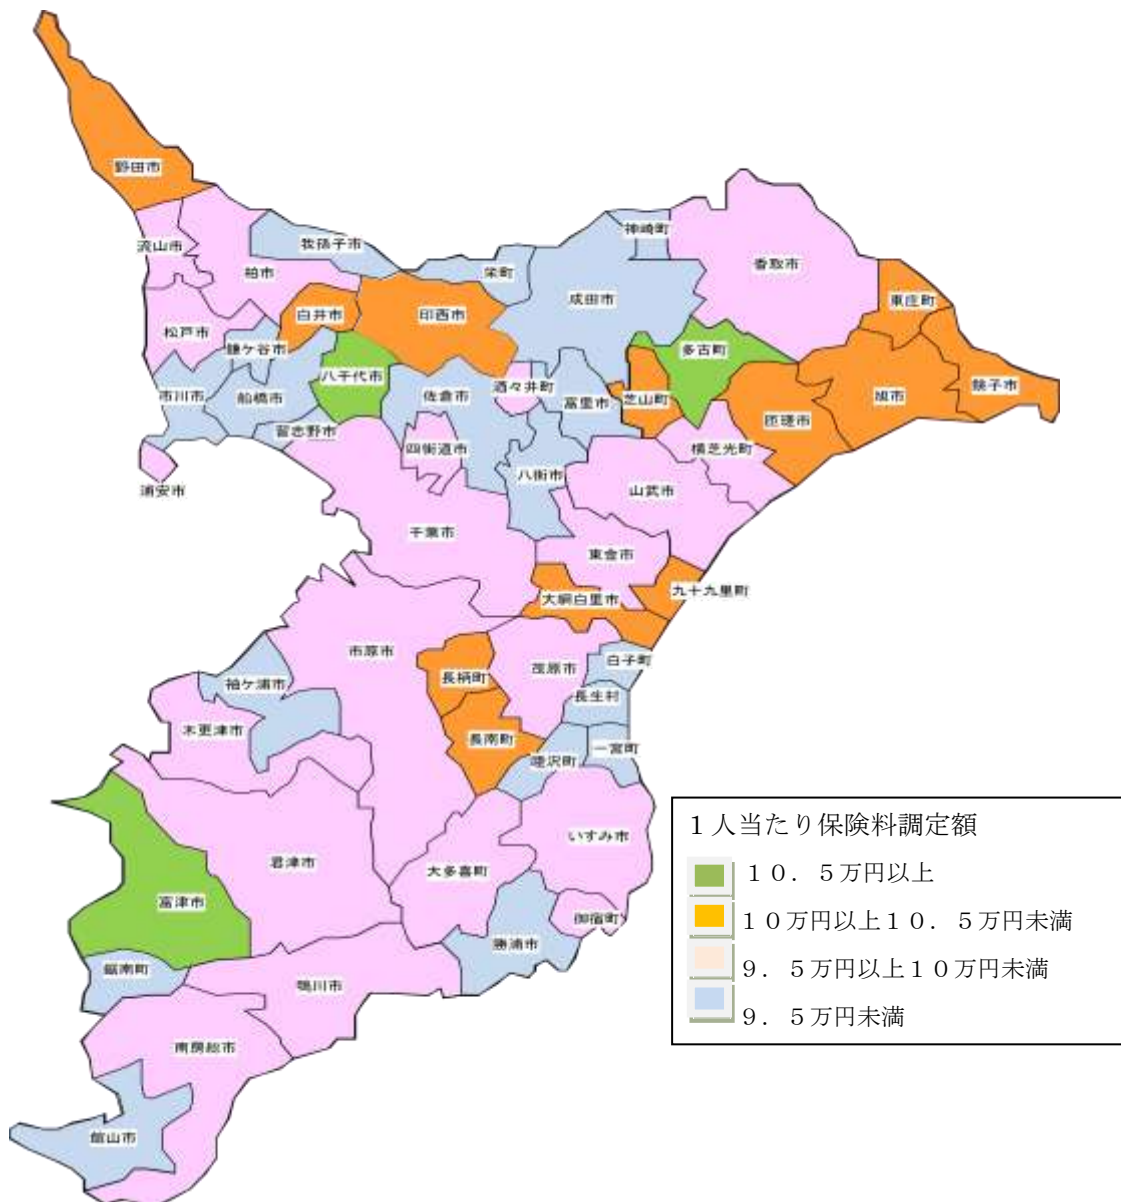 野田市
流山市
柏市
我孫子市
栄町
神崎町
香取市
成田市
東庄町
白井市
印西市
松戸市
鎌ケ谷市
多古町
八千代市
酒々井町
銚子市
市川市
船橋市
佐倉市
富里市
芝山町
旭市
匝瑳市
習志野市
四街道市
横芝光町
浦安市
八街市
山武市
千葉市
東金市
大網白里市
九十九里町
市原市
白子町
長柄町
茂原市
袖ケ浦市
長生村
木更津市
長南町
一宮町
睦沢町
いすみ市
君津市
大多喜町
富津市
御宿町
勝浦市
鋸南町
鴨川市
南房総市
館山市
1人当たり保険料調定額
10.5万円以上
10万円以上10.5万円未満
9.5万円以上10万円未満
9.5万円未満